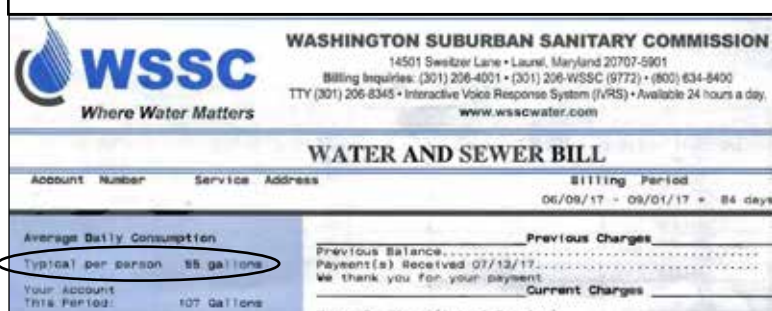 WSSC
Where Water Matters
WASHINGTON SUBURBAN SANITARY COMMISSION
14501 Sweitzer Lane • Laurel, Maryland 20707-5901
Billing Inquiries: (301) 206-4001 • (301) 206-WSSC (9772) • (800) 634-8400
TTY (301) 206-8345 • Interactive Voice Response System (IVRS) • Available 24 hours a day.
www.wsscwater.com
WATER AND SEWER BILL
Account Number Service Address Billing Period
06/09/17 - 09/01/17 = 84 days
Average Daily Consumption
Typical per person 55 gallons
Your Account
This Period: 107 Gallons
Previous Charges
Previous Balance
Payment(s) Received 07/13/17
We thank you for your payment
Current Charges